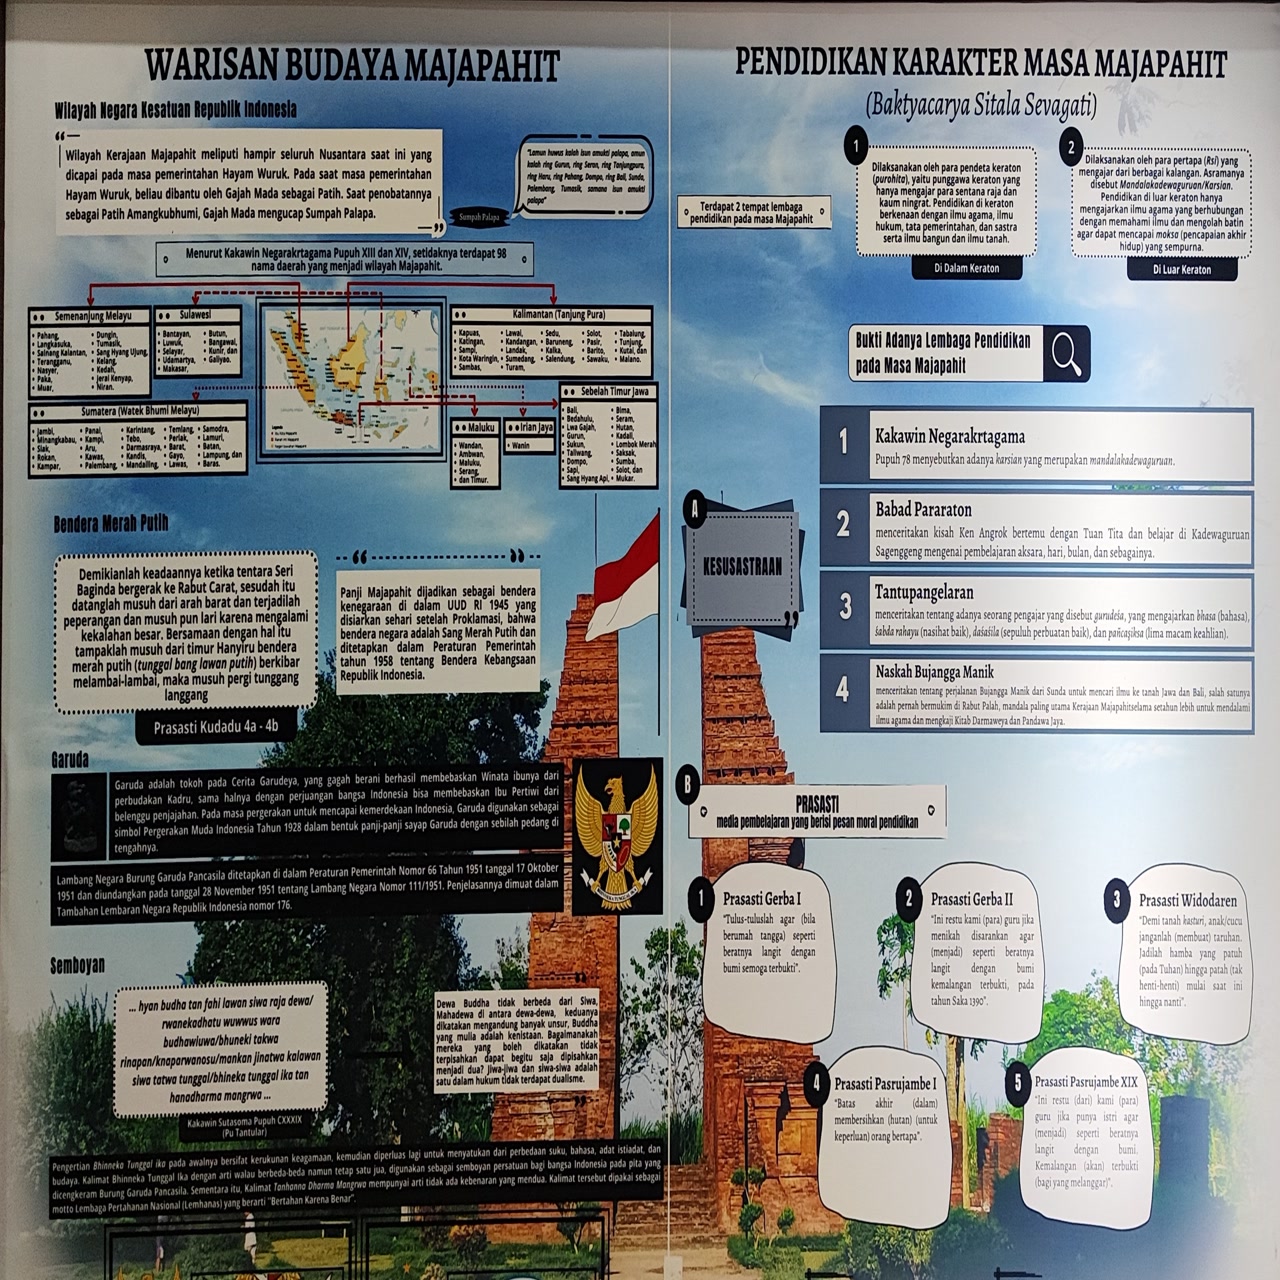 WARISAN BUDAYA MAJAPAHIT
Wilayah Negara Kesatuan Republik Indonesia
Wilayah Kerajaan Majapahit meliputi hampir seluruh Nusantara saat ini yang
dicapai pada masa pemerintahan Hayam Wuruk. Pada saat masa pemerintahan
Hayam Wuruk, beliau dibantu oleh Gajah Mada sebagai Patih. Saat penobatannya
sebagai Patih Amangkubhumi, Gajah Mada mengucap Sumpah Palapa.
"Lamun huwus kalah isun amukti palapa, amun
kalah ring Gurun, ring Seran, ring Tanjungpura,
ring Haru, ring Pahang, Dompo, ring Bali, Sunda,
Palembang, Tumasik, samana isun amukti
palapa"
Sumpah Palapa
Menurut Kakawin Negarakrtagama Pupuh XIII dan XIV, setidaknya terdapat 98
nama daerah yang menjadi wilayah Majapahit.
Semenanjung Melayu
Pahang,
Langkasuka,
Sainang Kalantan,
Terangganu,
Nasyer,
Paka,
Muar,
Dungin,
Tumasik,
Sang Hyang Ujung,
Kelang,
Kedah,
Jerai Kenyap,
Niran.
Sulawesi
Bantayan,
Luwuk,
Selayar,
Udamartya,
Makasar,
Butun,
Bangawai,
Kunir, dan
Galiyao.
Kalimantan (Tanjung Pura)
Kapuas,
Katingan,
Sampi,
Kota Waringin,
Sambas,
Lawai,
Kandangan,
Landak,
Sumedang,
Turam,
Sedu,
Baruneng,
Kalka,
Salendung,
Solot,
Pasir,
Barito,
Sawaku,
Tabalung,
Tunjung,
Kutai, dan
Malano.
Sumatera (Watek Bhumi Melayu)
Jambi,
Minangkabau,
Siak,
Rokan,
Kampar,
Panai,
Kampi,
Aru,
Kawas,
Palembang,
Karintang,
Tebo,
Darmasraya,
Kandis,
Mandailing,
Temiang,
Perlak,
Barat,
Gayo,
Lawas,
Samodra,
Lamuri,
Batan,
Lampung, dan
Barus.
Maluku
Wandan,
Ambwan,
Maluku,
Serang,
dan Timur.
Irian Jaya
Wanin
Sebelah Timur Jawa
Bali,
Bedahulu,
Lwa Gajah,
Gurun,
Sukun,
Taliwang,
Dompo,
Sapi,
Sang Hyang Api,
Bima,
Seram,
Hutan,
Kadali,
Lombok Merah
Saksak,
Sumba,
Solot, dan
Mukar.
Bendera Merah Putih
Demikianlah keadaannya ketika tentara Seri
Baginda bergerak ke Rabut Carat, sesudah itu
datanglah musuh dari arah barat dan terjadilah
peperangan dan musuh pun lari karena mengalami
kekalahan besar. Bersamaan dengan hal itu
tampaklah musuh dari timur Hanyiru bendera
merah putih (tunggal bang lawan putih) berkibar
melambai-lambai, maka musuh pergi tunggang
langgang
Prasasti Kudadu 4a - 4b
Panji Majapahit dijadikan sebagai bendera
kenegaraan di dalam UUD RI 1945 yang
disiarkan sehari setelah Proklamasi, bahwa
bendera negara adalah Sang Merah Putih dan
ditetapkan dalam Peraturan Pemerintah
tahun 1958 tentang Bendera Kebangsaan
Republik Indonesia.
Garuda
Garuda adalah tokoh pada Cerita Garudeya, yang gagah berani berhasil membebaskan Winata ibunya dari
perbudakan Kadru, sama halnya dengan perjuangan bangsa Indonesia bisa membebaskan Ibu Pertiwi dari
belenggu penjajahan. Pada masa pergerakan untuk mencapai kemerdekaan Indonesia, Garuda digunakan sebagai
simbol Pergerakan Muda Indonesia Tahun 1928 dalam bentuk panji-panji sayap Garuda dengan sebilah pedang di
tengahnya.
Lambang Negara Burung Garuda Pancasila ditetapkan di dalam Peraturan Pemerintah Nomor 66 Tahun 1951 tanggal 17 Oktober
1951 dan diundangkan pada tanggal 28 November 1951 tentang Lambang Negara Nomor 111/1951. Penjelasannya dimuat dalam
Tambahan Lembaran Negara Republik Indonesia nomor 176.
Semboyan
... hyan budha tan fahi lawan siwa raja dewa/
rwanekadhatu wuwwus wara
budhawluwa/bhuneki takwa
rinapan/knaparwanosu/mankan jinatwa kalawan
siwa tatwa tunggal/bhineka tunggal ika tan
hanadharma mangrwa ...
Kakawin Sutasoma Pupuh CXXXIX
(Pu Tantular)
Dewa Buddha tidak berbeda dari Siwa,
Mahadewa di antara dewa-dewa, keduanya
dikatakan mengandung banyak unsur, Buddha
yang mulia adalah kenistaan. Bagaimanakah
mereka yang boleh dikatakan tidak
terpisahkan dapat begitu saja dipisahkan
menjadi dua? Jiwa-jiwa dan siwa-siwa adalah
satu dalam hukum tidak terdapat dualisme.
Pengertian Bhinneka Tunggal Ika pada awalnya bersifat kerukunan keagamaan, kemudian diperluas lagi untuk menyatukan dari perbedaan suku, bahasa, adat istiadat, dan
budaya. Kalimat Bhinneka Tunggal Ika dengan arti walau berbeda-beda namun tetap satu jua, digunakan sebagai semboyan persatuan bagi bangsa Indonesia pada pita yang
dicengkeram Burung Garuda Pancasila. Sementara itu, Kalimat Tanhanna Dharma Mangrwa mempunyai arti tidak ada kebenaran yang mendua. Kalimat tersebut dipakai sebagai
motto Lembaga Pertahanan Nasional (Lemhanas) yang berarti "Bertahan Karena Benar".
PENDIDIKAN KARAKTER MASA MAJAPAHIT
(Baktyacarya Sitala Sevagati)
Terdapat 2 tempat lembaga
pendidikan pada masa Majapahit
1
Dilaksanakan oleh para pendeta keraton
(purohita), yaitu punggawa keraton yang
hanya mengajar para sentana raja dan
kaum ningrat. Pendidikan di keraton
berkenaan dengan ilmu agama, ilmu
hukum, tata pemerintahan, dan sastra
serta ilmu bangun dan ilmu tanah.
Di Dalam Keraton
2
Dilaksanakan oleh para pertapa (Rsi) yang
mengajar dari berbagai kalangan. Asramanya
disebut Mandalakadewaguruan/Karsian.
Pendidikan di luar keraton hanya
mengajarkan ilmu agama yang berhubungan
dengan memahami ilmu dan mengolah batin
agar dapat mencapai moksa (pencapaian akhir
hidup) yang sempurna.
Di Luar Keraton
Bukti Adanya Lembaga Pendidikan
pada Masa Majapahit
A
KESUSASTRAAN
1
Kakawin Negarakrtagama
Pupuh 78 menyebutkan adanya karsian yang merupakan mandalakadewaguruan.
2
Babad Pararaton
menceritakan kisah Ken Angrok bertemu dengan Tuan Tita dan belajar di Kadewaguruan
Sagenggeng mengenai pembelajaran aksara, hari, bulan, dan sebagainya.
3
Tantupangelaran
menceritakan tentang adanya seorang pengajar yang disebut gurudesa, yang mengajarkan bhasa (bahasa),
sabda rahayu (nasihat baik), dasasila (sepuluh perbuatan baik), dan pañcaṣikṣa (lima macam keahlian).
4
Naskah Bujangga Manik
menceritakan tentang perjalanan Bujangga Manik dari Sunda untuk mencari ilmu ke tanah Jawa dan Bali, salah satunya
adalah pernah bermukim di Rabut Palah, mandala paling utama Kerajaan Majapahitselama setahun lebih untuk mendalami
ilmu agama dan mengkaji Kitab Darmaweya dan Pandawa Jaya.
B
PRASASTI
media pembelajaran yang berisi pesan moral pendidikan
1
Prasasti Gerba I
"Tulus-tuluslah agar (bila
berumah tangga) seperti
beratnya langit dengan
bumi semoga terbukti".
2
Prasasti Gerba II
"Ini restu kami (para) guru jika
menikah disarankan agar
(menjadi) seperti beratnya
langit dengan bumi
kemalangan terbukti, pada
tahun Saka 1390".
3
Prasasti Widodaren
"Demi tanah kasturi, anak/cucu
janganlah (membuat) taruhan.
Jadilah hamba yang patuh
(pada Tuhan) hingga patah (tak
henti-henti) mulai saat ini
hingga nanti".
4
Prasasti Pasrujambe I
"Batas akhir (dalam)
membersihkan (hutan) (untuk
keperluan) orang bertapa".
5
Prasasti Pasrujambe XIX
"Ini restu (dari) kami (para)
guru jika punya istri agar
(menjadi) seperti beratnya
langit dengan bumi.
Kemalangan (akan) terbukti
(bagi yang melanggar)".